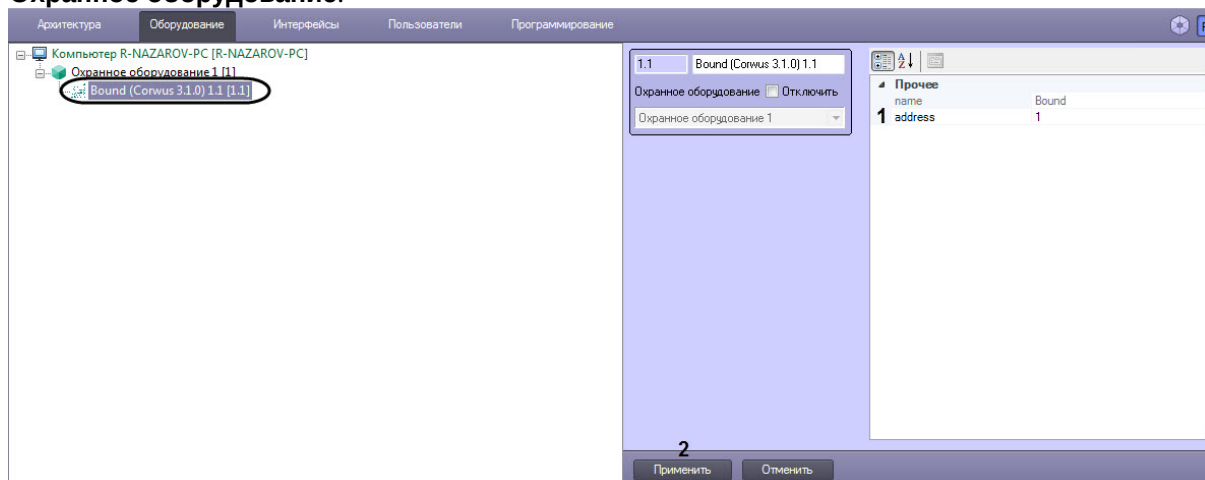 Охранное оборудование.
Архитектура Оборудование Интерфейсы Пользователи Программирование
Компьютер R-NAZAROV-PC [R-NAZAROV-PC]
Охранное оборудование 1 [1]
Bound (Corwus 3.1.0) 1.1 [1.1]
1.1 Bound (Corwus 3.1.0) 1.1
Охранное оборудование Отключить
Охранное оборудование 1
Прочее
name Bound
1 address 1
2
Применить Отменить